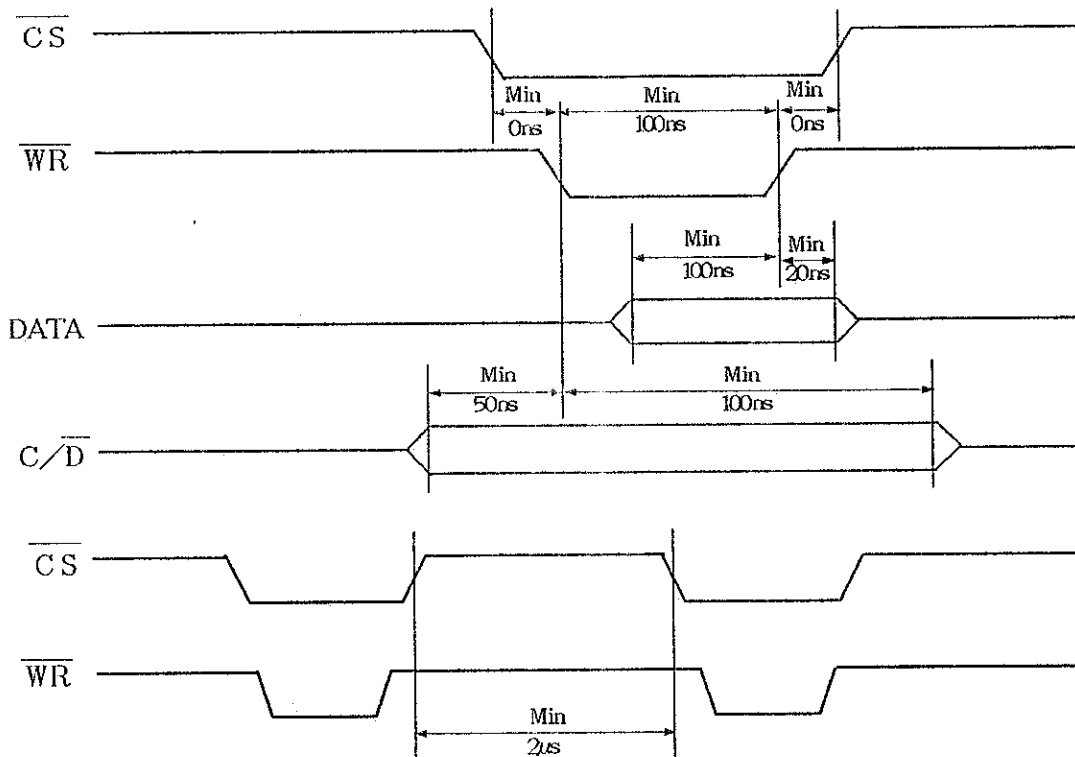 CS
Min Min Min
0ns 100ns 0ns
WR
Min Min
100ns 20ns
DATA
Min Min
50ns 100ns
C/D
CS
WR
Min
2µs